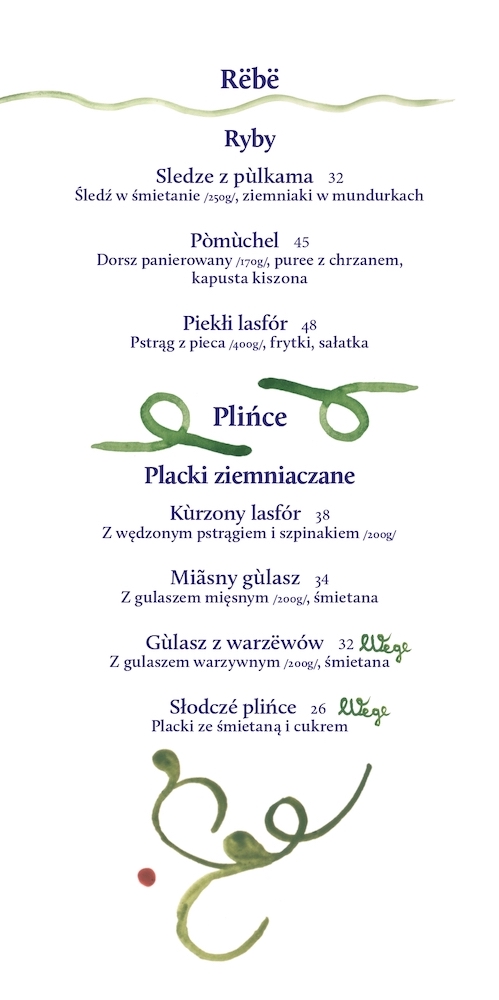 Rëbë
Ryby
Sledze z pùlkama 32
Śledź w śmietanie /250g/, ziemniaki w mundurkach
Pòmùchel 45
Dorsz panierowany /170g/, puree z chrzanem,
kapusta kiszona
Piekłi lasfór 48
Pstrąg z pieca /400g/, frytki, sałatka
Plińce
Placki ziemniaczane
Kùrzony lasfór 38
Z wędzonym pstrągiem i szpinakiem /200g/
Miãsny gùlasz 34
Z gulaszem mięsnym /200g/, śmietana
Gùlasz z warzëwów 32 Wege
Z gulaszem warzywnym /200g/, śmietana
Słodczé plińce 26 Wege
Placki ze śmietaną i cukrem